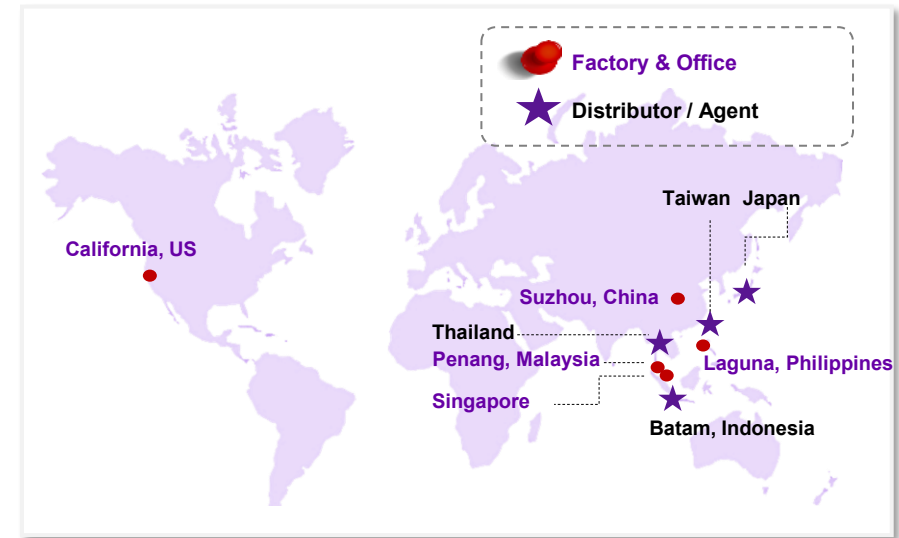 Factory & Office
Distributor / Agent
Taiwan Japan
California, US
Suzhou, China
Thailand
Penang, Malaysia
Laguna, Philippines
Singapore
Batam, Indonesia